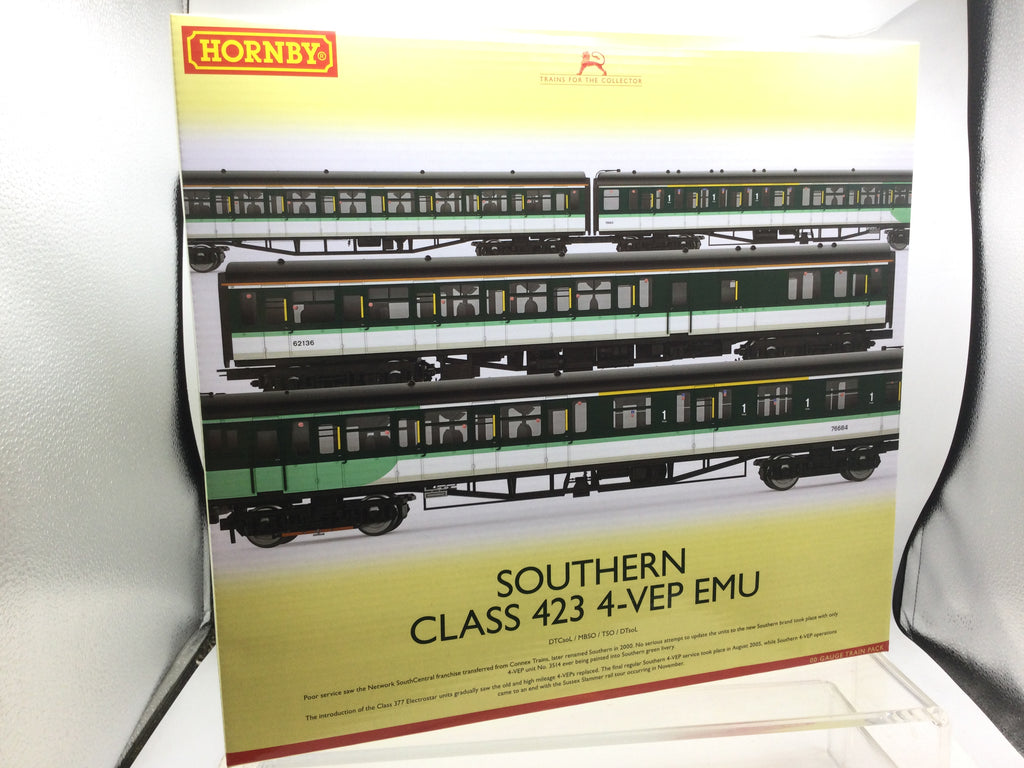 HORNBY®
TRAINS FOR THE COLLECTOR
1 1 1
62136
1 1 1 1
76684
SOUTHERN
CLASS 423 4-VEP EMU
DTCsoL / MBSO / TSO / DTsoL
Poor service saw the Network SouthCentral franchise transferred from Connex Trains, later renamed Southern in 2000. No serious attempt to update the units to the new Southern brand took place with only
4-VEP unit No. 3514 ever being painted into Southern green livery.
The introduction of the Class 377 Electrostar units gradually saw the old and high mileage 4-VEPs replaced. The final regular Southern 4-VEP service took place in August 2005, while Southern 4-VEP operations
came to an end with the Sussex Slammer rail tour occurring in November.
00 GAUGE TRAIN PACK